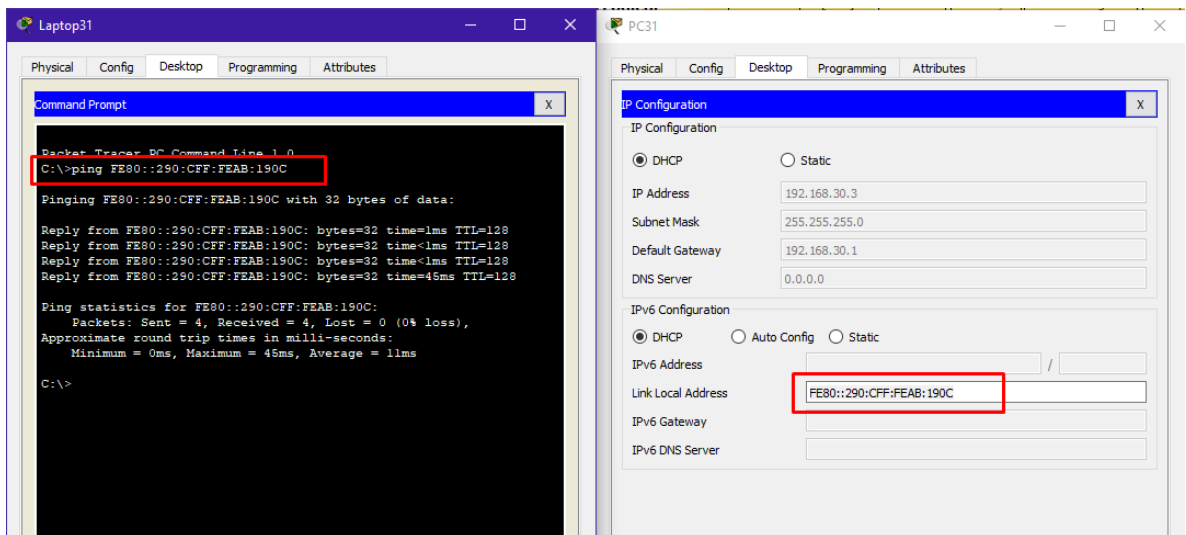 Laptop31
Physical Config Desktop Programming Attributes
Command Prompt X
Packet Tracer PC Command Line 1.0
C:\>ping FE80::290:CFF:FEAB:190C
Pinging FE80::290:CFF:FEAB:190C with 32 bytes of data:
Reply from FE80::290:CFF:FEAB:190C: bytes=32 time=1ms TTL=128
Reply from FE80::290:CFF:FEAB:190C: bytes=32 time<1ms TTL=128
Reply from FE80::290:CFF:FEAB:190C: bytes=32 time<1ms TTL=128
Reply from FE80::290:CFF:FEAB:190C: bytes=32 time=45ms TTL=128
Ping statistics for FE80::290:CFF:FEAB:190C:
Packets: Sent = 4, Received = 4, Lost = 0 (0% loss),
Approximate round trip times in milli-seconds:
Minimum = 0ms, Maximum = 45ms, Average = 11ms
C:\>
PC31
Physical Config Desktop Programming Attributes
IP Configuration X
IP Configuration
DHCP Static
IP Address 192.168.30.3
Subnet Mask 255.255.255.0
Default Gateway 192.168.30.1
DNS Server 0.0.0.0
IPv6 Configuration
DHCP Auto Config Static
IPv6 Address /
Link Local Address FE80::290:CFF:FEAB:190C
IPv6 Gateway
IPv6 DNS Server